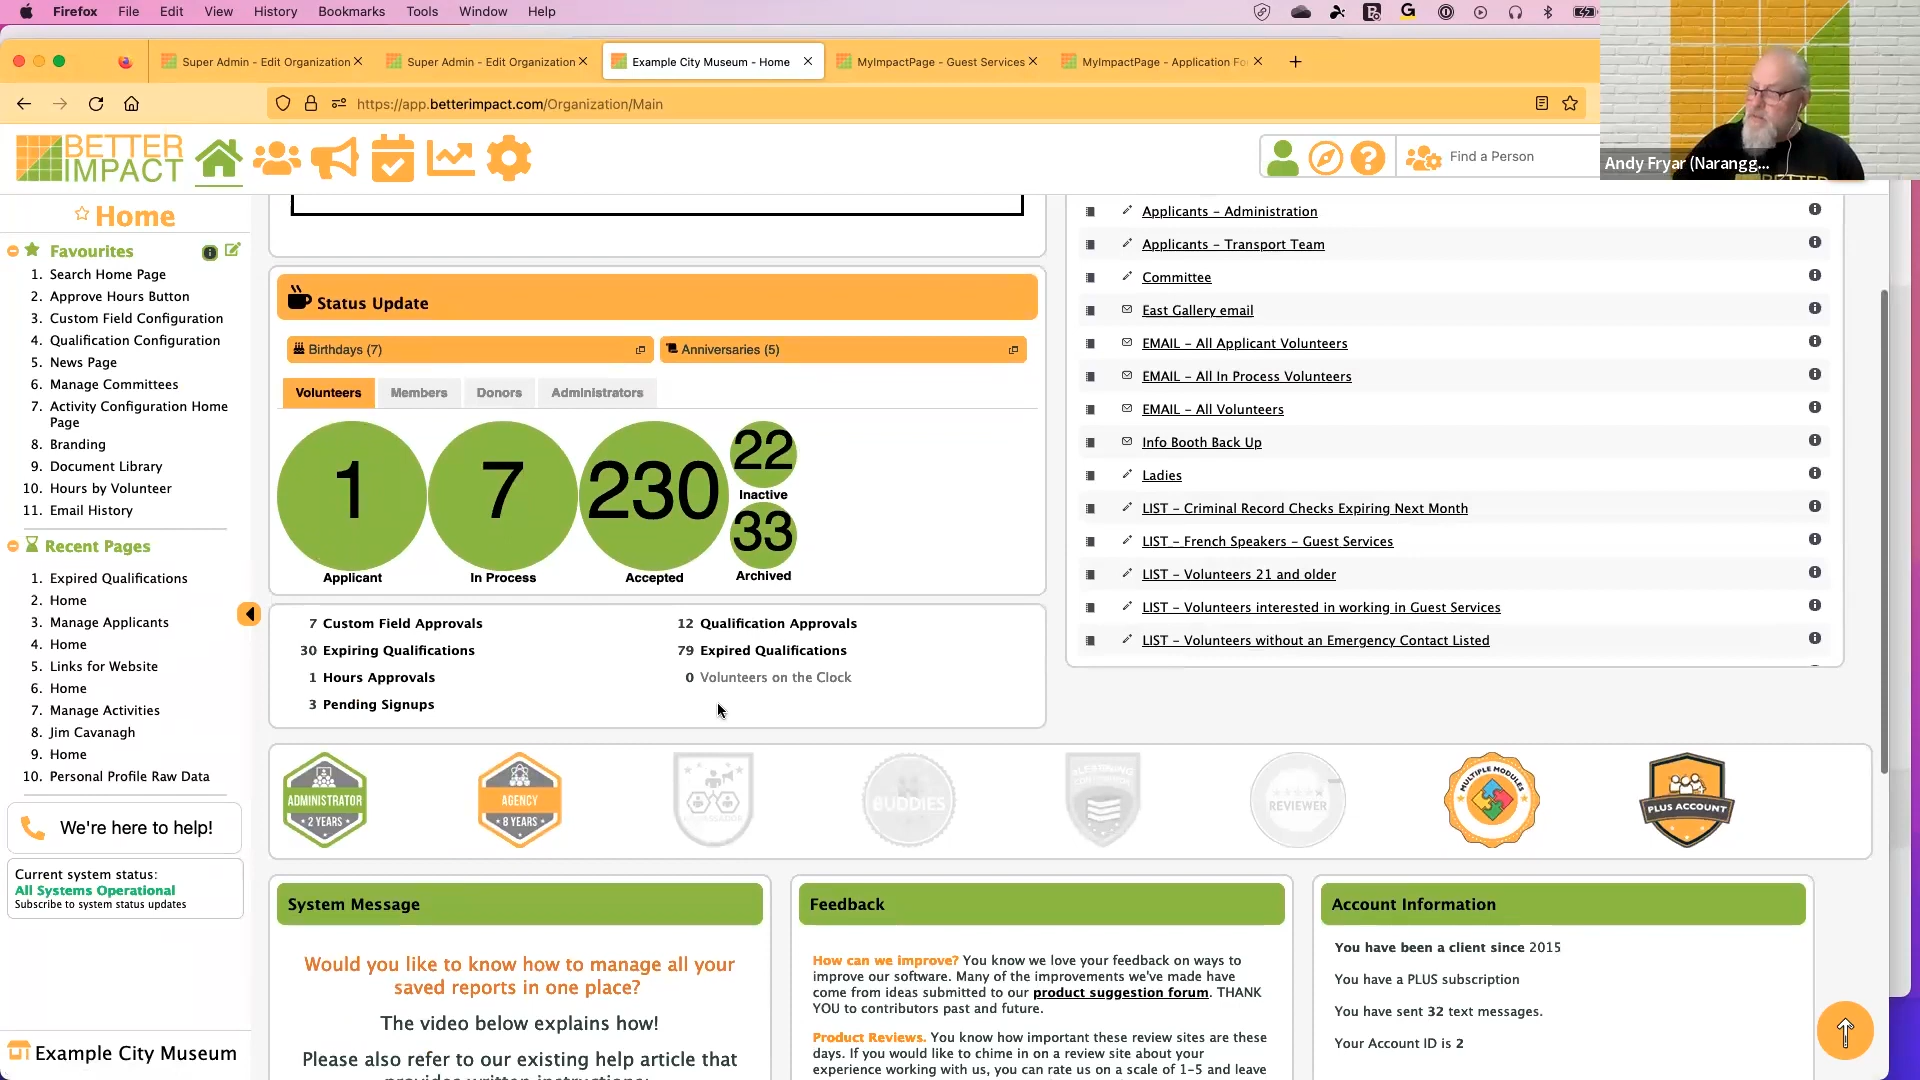 Firefox File Edit View History Bookmarks Tools Window Help
Super Admin - Edit Organization
Super Admin - Edit Organization
Example City Museum - Home
MyImpactPage - Guest Services
MyImpactPage - Application Fo
https://app.betterimpact.com/Organization/Main
BETTER
IMPACT
Find a Person
Andy Fryar (Narangg...
Home
Favourites
1. Search Home Page
2. Approve Hours Button
3. Custom Field Configuration
4. Qualification Configuration
5. News Page
6. Manage Committees
7. Activity Configuration Home
Page
8. Branding
9. Document Library
10. Hours by Volunteer
11. Email History
Recent Pages
1. Expired Qualifications
2. Home
3. Manage Applicants
4. Home
5. Links for Website
6. Home
7. Manage Activities
8. Jim Cavanagh
9. Home
10. Personal Profile Raw Data
We're here to help!
Current system status:
All Systems Operational
Subscribe to system status updates
Example City Museum
Status Update
Birthdays (7)
Anniversaries (5)
Volunteers
Members
Donors
Administrators
1
Applicant
7
In Process
230
Accepted
22
Inactive
33
Archived
7 Custom Field Approvals
12 Qualification Approvals
30 Expiring Qualifications
79 Expired Qualifications
1 Hours Approvals
0 Volunteers on the Clock
3 Pending Signups
Applicants - Administration
Applicants - Transport Team
Committee
East Gallery email
EMAIL - All Applicant Volunteers
EMAIL - All In Process Volunteers
EMAIL - All Volunteers
Info Booth Back Up
Ladies
LIST - Criminal Record Checks Expiring Next Month
LIST - French Speakers - Guest Services
LIST - Volunteers 21 and older
LIST - Volunteers interested in working in Guest Services
LIST - Volunteers without an Emergency Contact Listed
ADMINISTRATOR
2 YEARS
AGENCY
8 YEARS
BUDDIES
REVIEWER
MULTIPLE MODULES
PLUS ACCOUNT
System Message
Would you like to know how to manage all your
saved reports in one place?
The video below explains how!
Please also refer to our existing help article that
provides written instructions:
Feedback
How can we improve? You know we love your feedback on ways to
improve our software. Many of the improvements we've made have
come from ideas submitted to our product suggestion forum. THANK
YOU to contributors past and future.
Product Reviews. You know how important these review sites are these
days. If you would like to chime in on a review site about your
experience working with us, you can rate us on a scale of 1-5 and leave
Account Information
You have been a client since 2015
You have a PLUS subscription
You have sent 32 text messages.
Your Account ID is 2